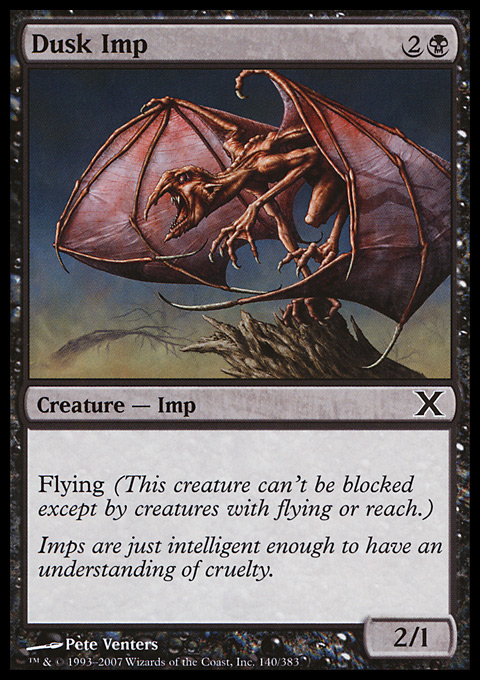 Dusk Imp 2
Creature — Imp X
Flying (This creature can't be blocked
except by creatures with flying or reach.)
Imps are just intelligent enough to have an
understanding of cruelty.
2/1
Pete Venters
™ & © 1993–2007 Wizards of the Coast, Inc. 140/383